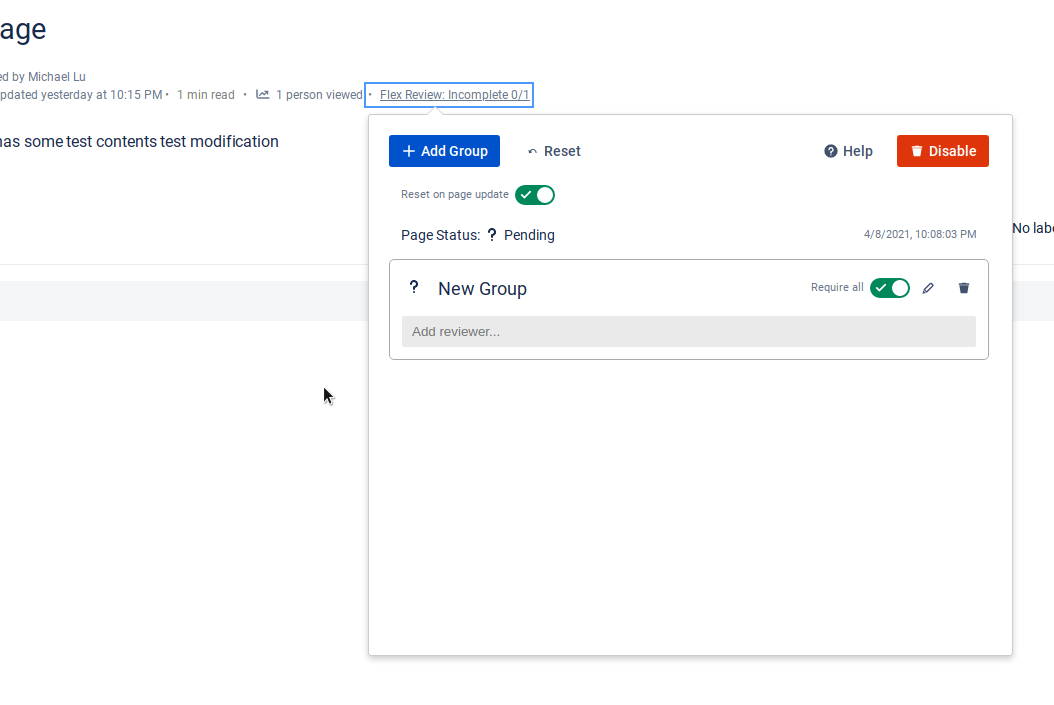 age
ed by Michael Lu
pdated yesterday at 10:15 PM • 1 min read • 1 person viewed • Flex Review: Incomplete 0/1
has some test contents test modification
+ Add Group Reset ? Help Disable
Reset on page update
Page Status: ? Pending 4/8/2021, 10:08:03 PM
No labe
? New Group Require all
Add reviewer...